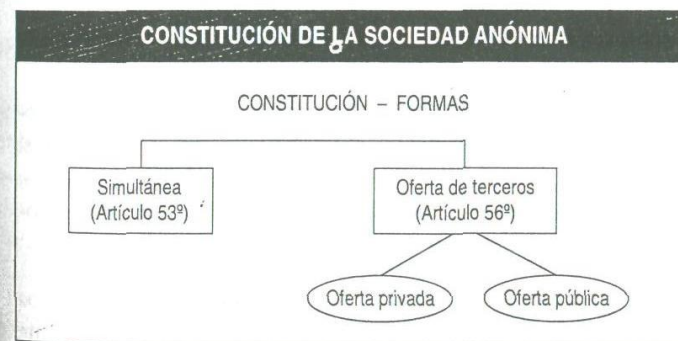 CONSTITUCIÓN DE LA SOCIEDAD ANÓNIMA
CONSTITUCIÓN – FORMAS
Simultánea
(Artículo 53º)
Oferta de terceros
(Artículo 56º)
Oferta privada
Oferta pública